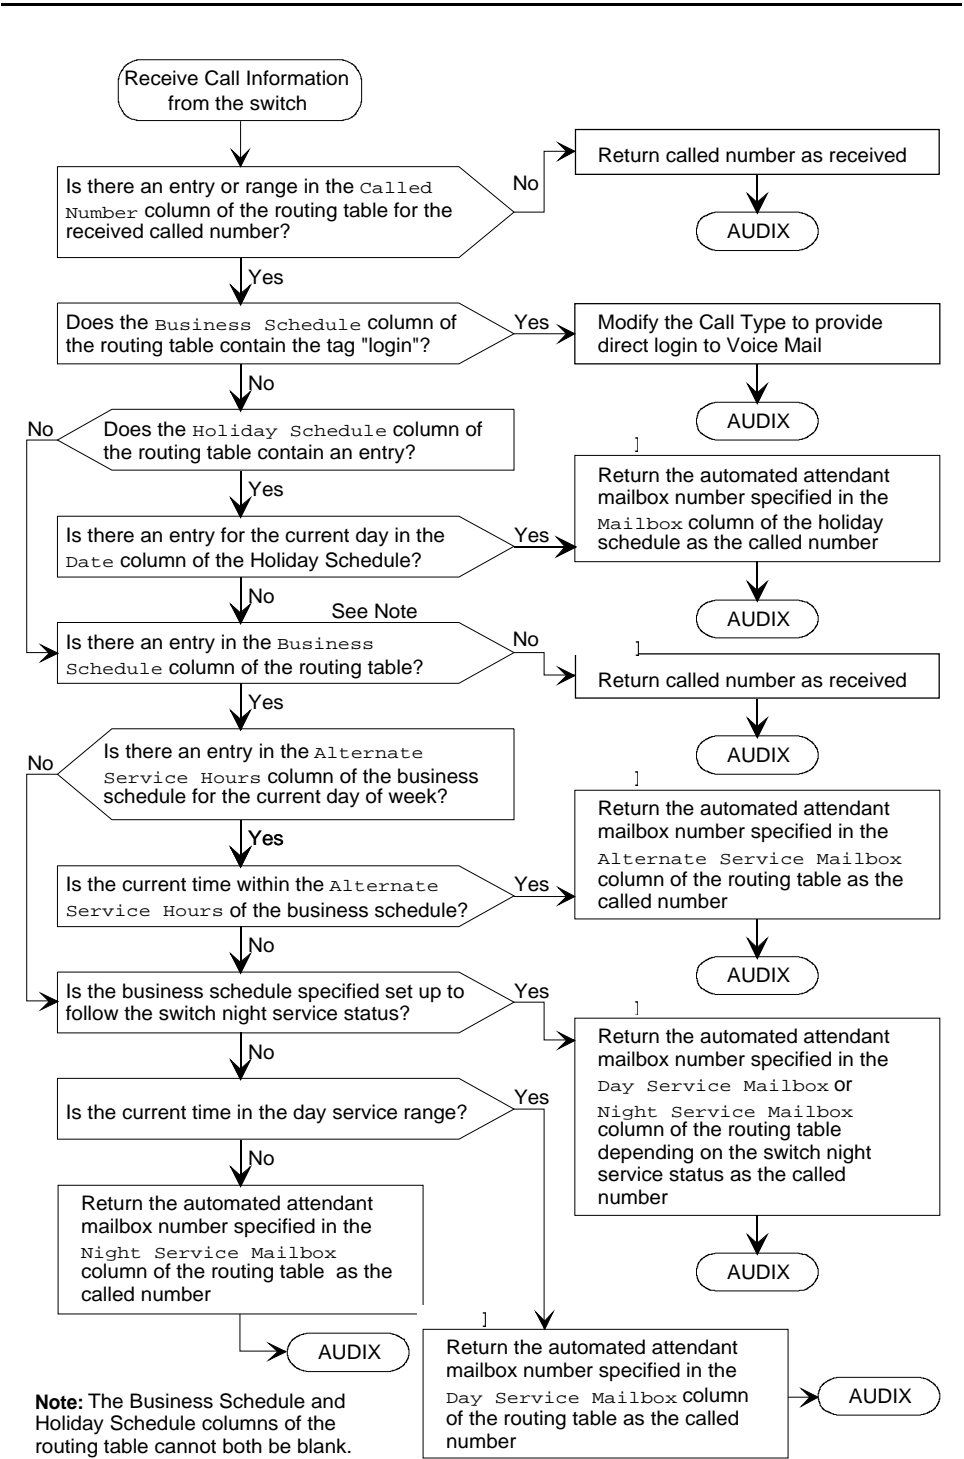 Receive Call Information
from the switch
Is there an entry or range in the Called
Number column of the routing table for the
received called number?
No
Return called number as received
AUDIX
Yes
Does the Business Schedule column of
the routing table contain the tag "login"?
Yes
Modify the Call Type to provide
direct login to Voice Mail
AUDIX
No
Does the Holiday Schedule column of
the routing table contain an entry?
No
Yes
Is there an entry for the current day in the
Date column of the Holiday Schedule?
Yes
]
Return the automated attendant
mailbox number specified in the
Mailbox column of the holiday
schedule as the called number
AUDIX
No
See Note
Is there an entry in the Business
Schedule column of the routing table?
No
]
Return called number as received
AUDIX
Yes
Is there an entry in the Alternate
Service Hours column of the business
schedule for the current day of week?
No
Yes
Is the current time within the Alternate
Service Hours of the business schedule?
Yes
]
Return the automated attendant
mailbox number specified in the
Alternate Service Mailbox
column of the routing table as the
called number
AUDIX
No
Is the business schedule specified set up to
follow the switch night service status?
Yes
]
Return the automated attendant
mailbox number specified in the
Day Service Mailbox or
Night Service Mailbox
column of the routing table
depending on the switch night
service status as the called
number
AUDIX
No
Is the current time in the day service range?
Yes
No
Return the automated attendant
mailbox number specified in the
Night Service Mailbox
column of the routing table as the
called number
AUDIX
]
Return the automated attendant
mailbox number specified in the
Day Service Mailbox column
of the routing table as the called
number
AUDIX
Note: The Business Schedule and
Holiday Schedule columns of the
routing table cannot both be blank.